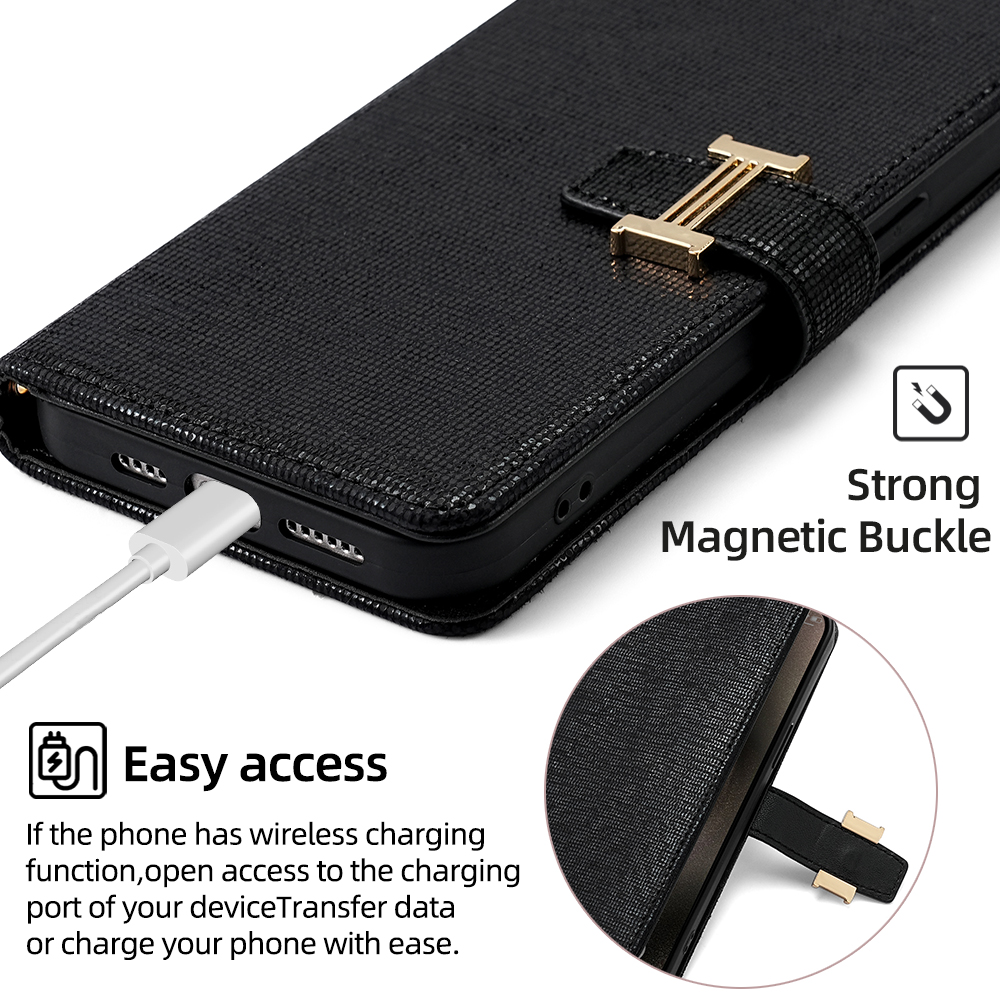 Strong
Magnetic Buckle
Easy access
If the phone has wireless charging
function,open access to the charging
port of your deviceTransfer data
or charge your phone with ease.